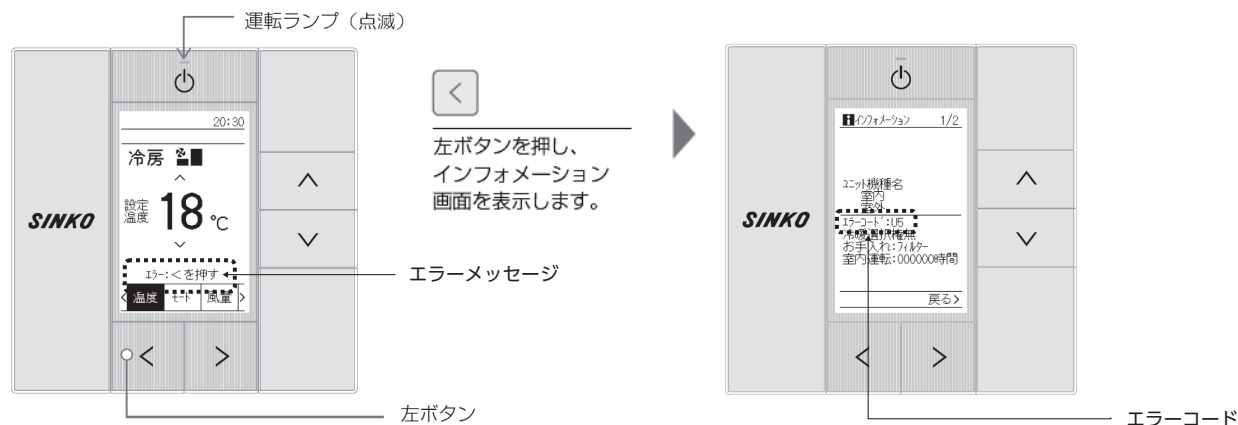 運転ランプ（点滅）
20:30
冷房
設定
温度
18℃
エラー:<を押す
<
温度
モード
風量
>
SINKO
エラーメッセージ
左ボタン
左ボタンを押し、
インフォメーション
画面を表示します。
インフォメーション 1/2
ユニット機種名
室内
室外
エラーコード:U5
冷暖選択権無
お手入れ:フィルター
室内運転:000000時間
戻る>
SINKO
エラーコード